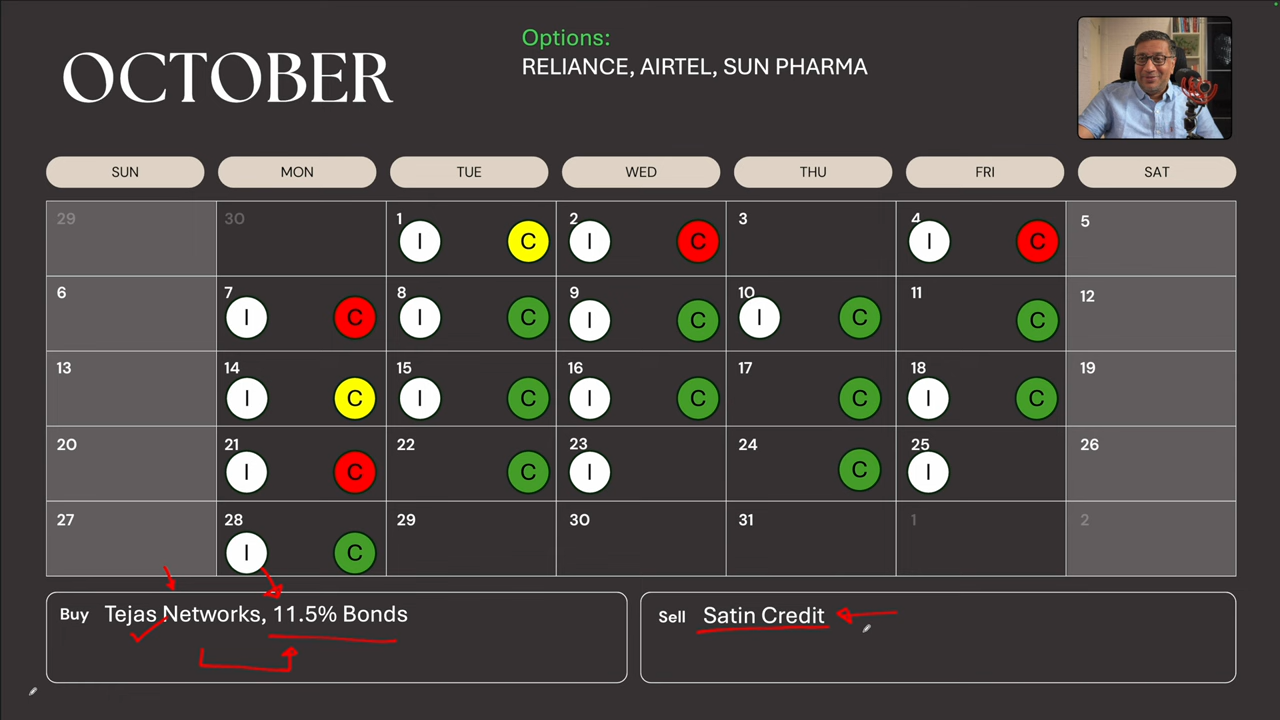 OCTOBER
Options:
RELIANCE, AIRTEL, SUN PHARMA
SUN MON TUE WED THU FRI SAT
29 30 1 2 3 4 5
I C I C I C
6 7 8 9 10 11 12
I C I C I C I C C
13 14 15 16 17 18 19
I C I C I C C I C
20 21 22 23 24 25 26
I C C I C I
27 28 29 30 31 1 2
I C
Buy Tejas Networks, 11.5% Bonds
Sell Satin Credit